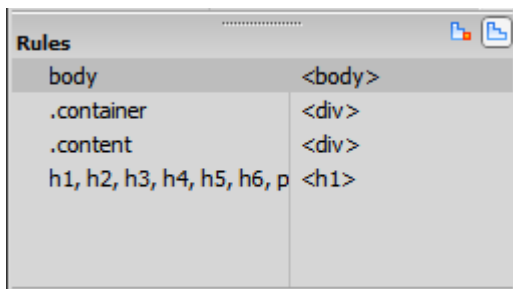 Rules
body <body>
.container <div>
.content <div>
h1, h2, h3, h4, h5, h6, p <h1>